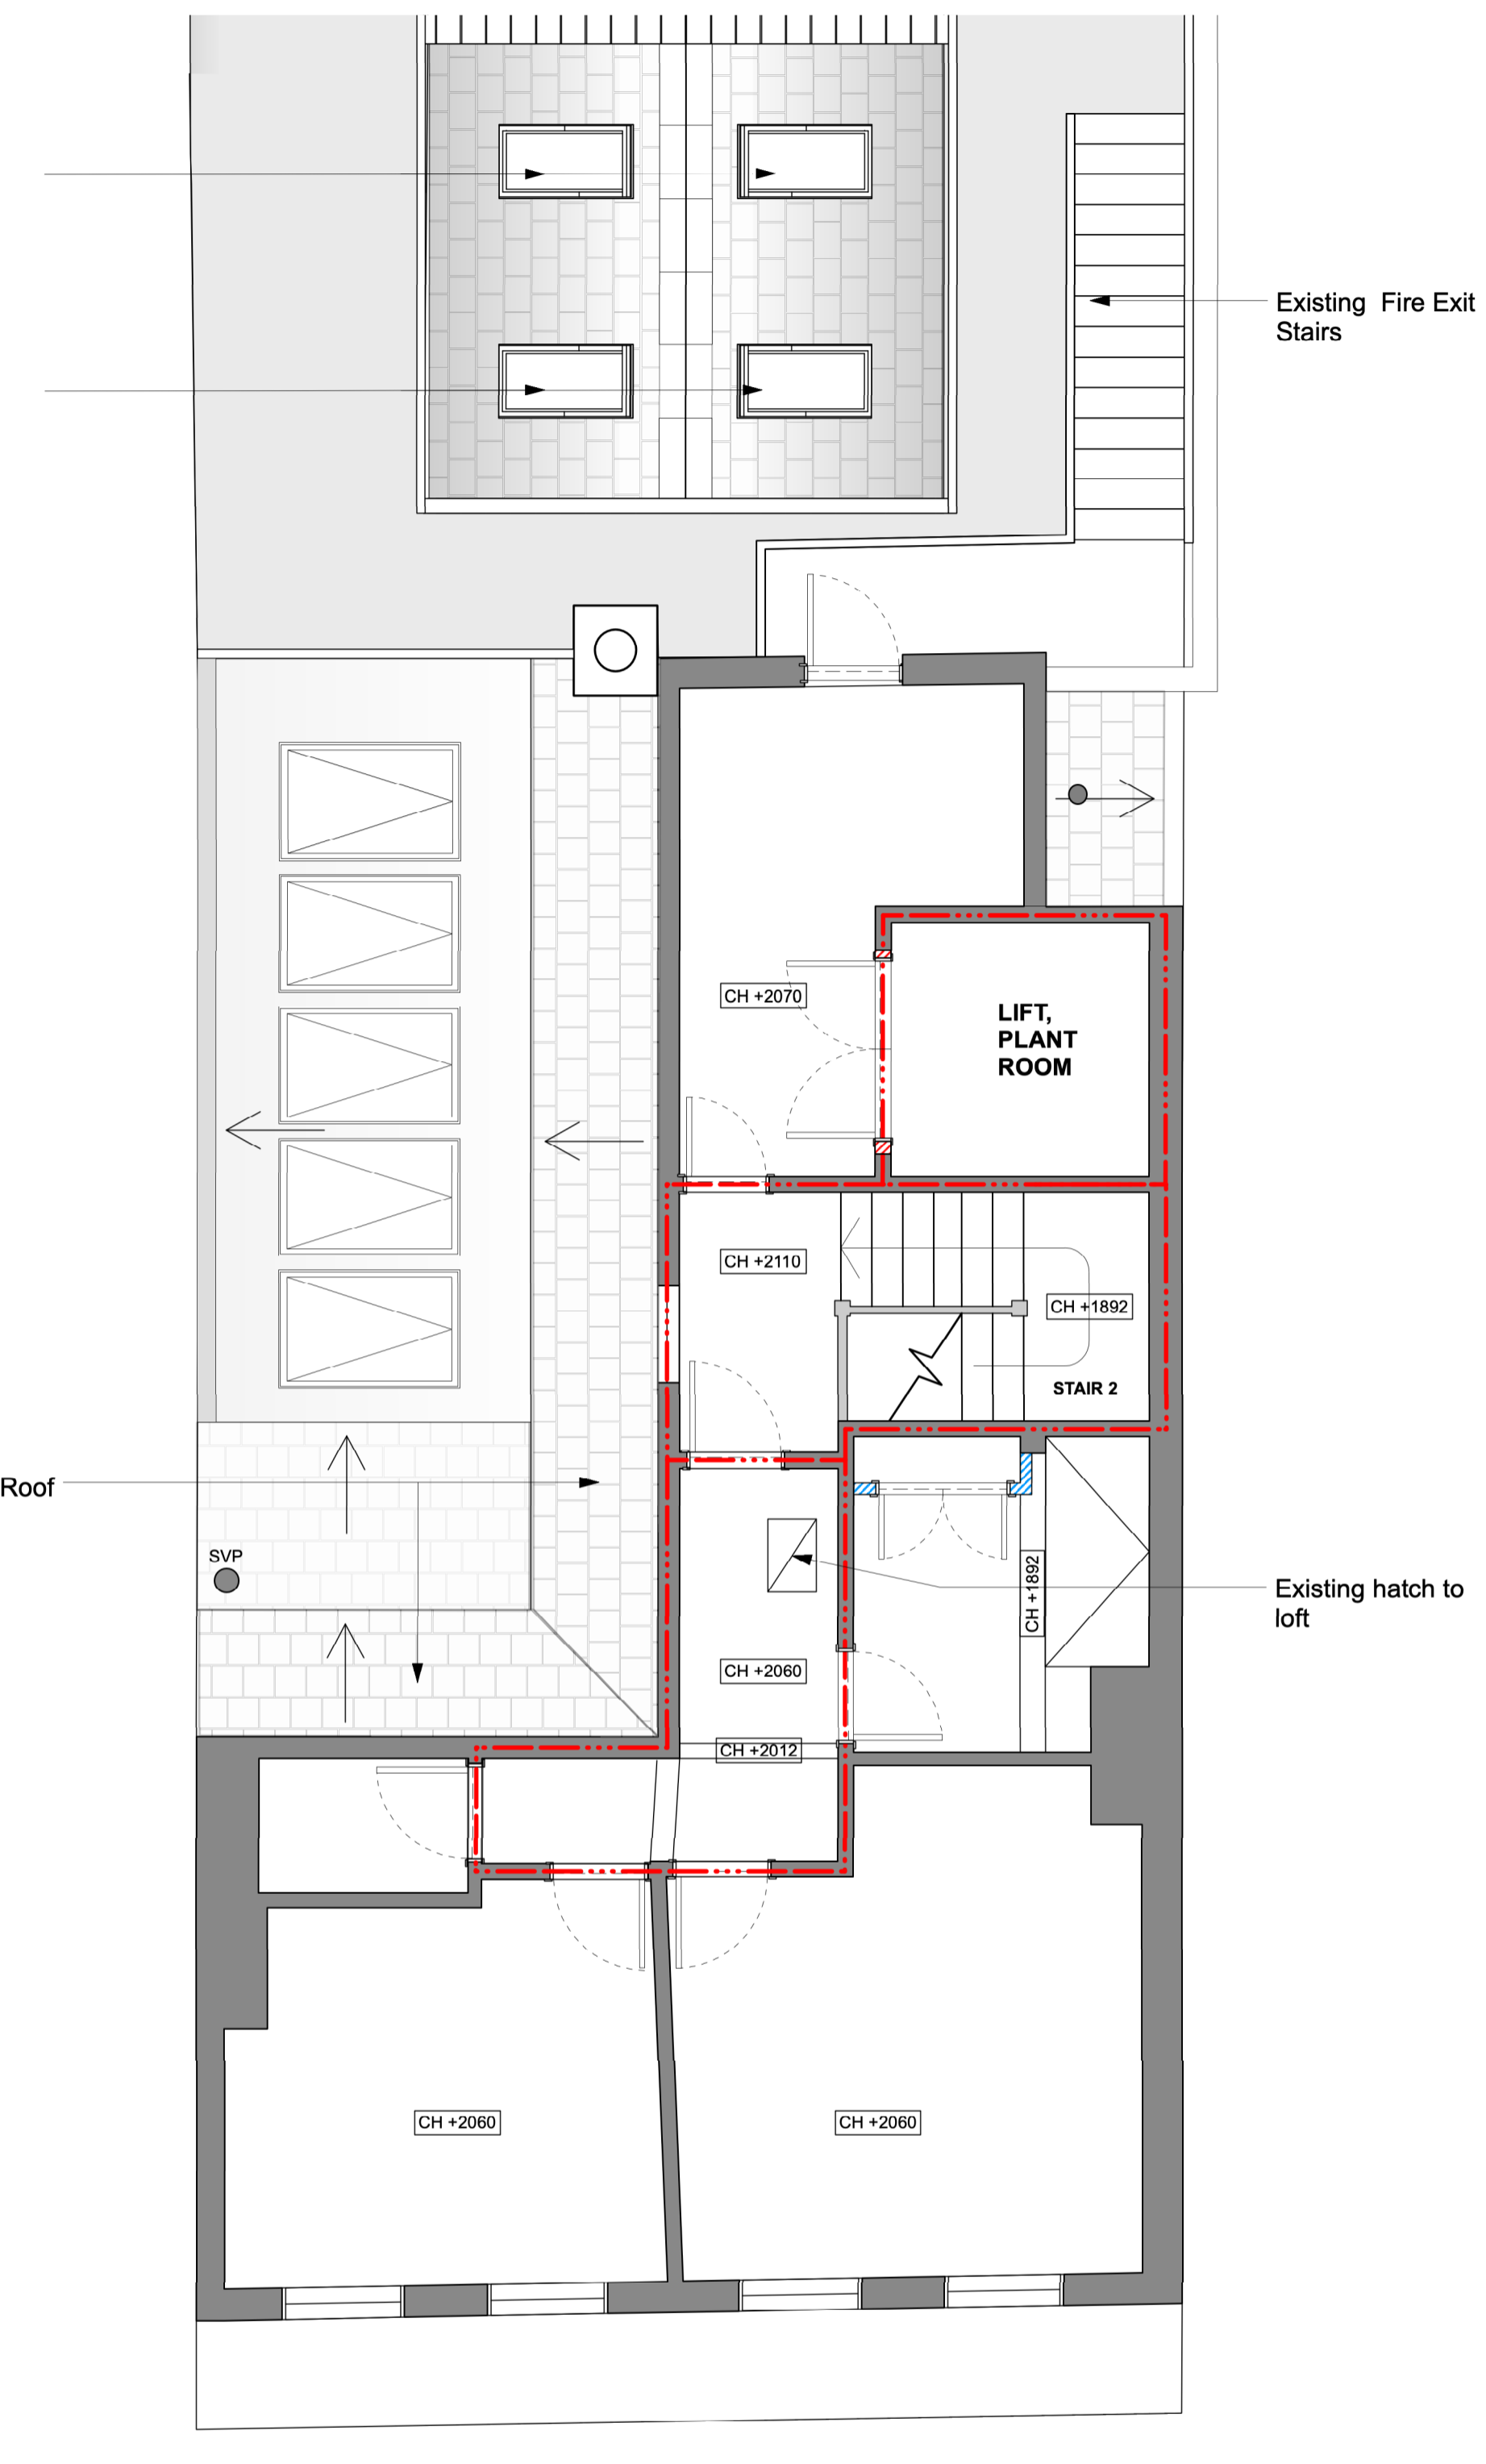 Existing Fire Exit
Stairs
CH +2070
LIFT,
PLANT
ROOM
CH +2110
CH +1892
STAIR 2
Roof
SVP
CH +1892
Existing hatch to
loft
CH +2060
CH +2012
CH +2060
CH +2060